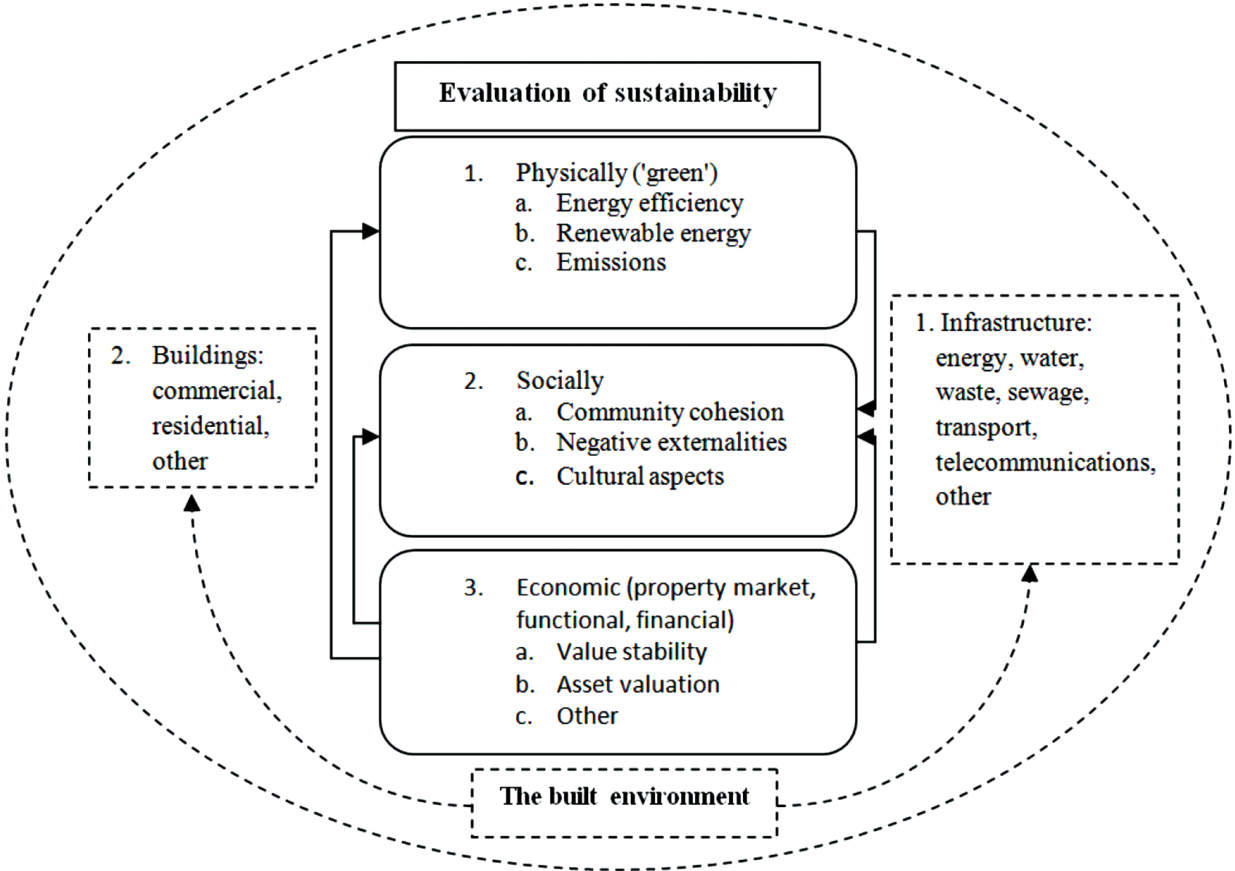 Evaluation of sustainability
1. Physically ('green')
a. Energy efficiency
b. Renewable energy
c. Emissions
2. Socially
a. Community cohesion
b. Negative externalities
c. Cultural aspects
3. Economic (property market,
functional, financial)
a. Value stability
b. Asset valuation
c. Other
2. Buildings:
commercial,
residential,
other
1. Infrastructure:
energy, water,
waste, sewage,
transport,
telecommunications,
other
The built environment